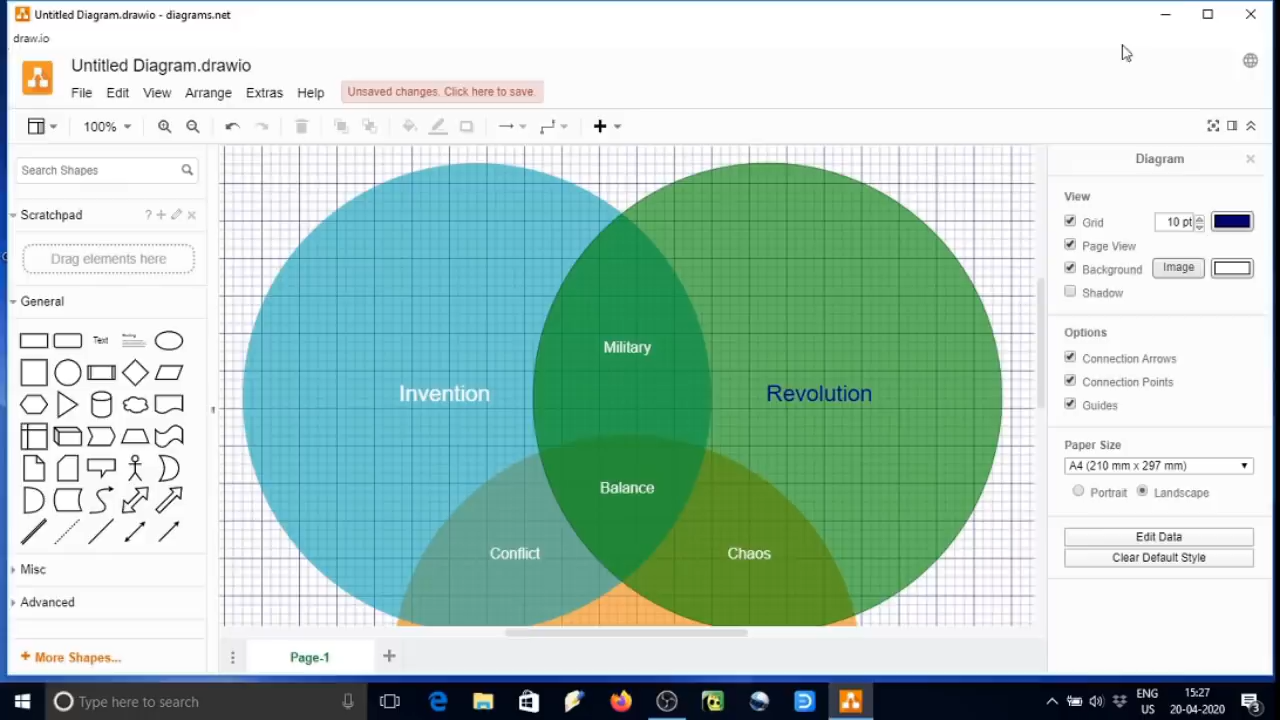 Untitled Diagram.drawio - diagrams.net
draw.io
Untitled Diagram.drawio
File Edit View Arrange Extras Help
Unsaved changes. Click here to save.
100%
Search Shapes
Scratchpad
?
Drag elements here
General
Text
Misc
Advanced
+ More Shapes...
Military
Invention
Revolution
Balance
Conflict
Chaos
Page-1
Diagram
View
Grid
10 pt
Page View
Background
Image
Shadow
Options
Connection Arrows
Connection Points
Guides
Paper Size
A4 (210 mm x 297 mm)
Portrait Landscape
Edit Data
Clear Default Style
Type here to search
ENG
US
15:27
20-04-2020
3